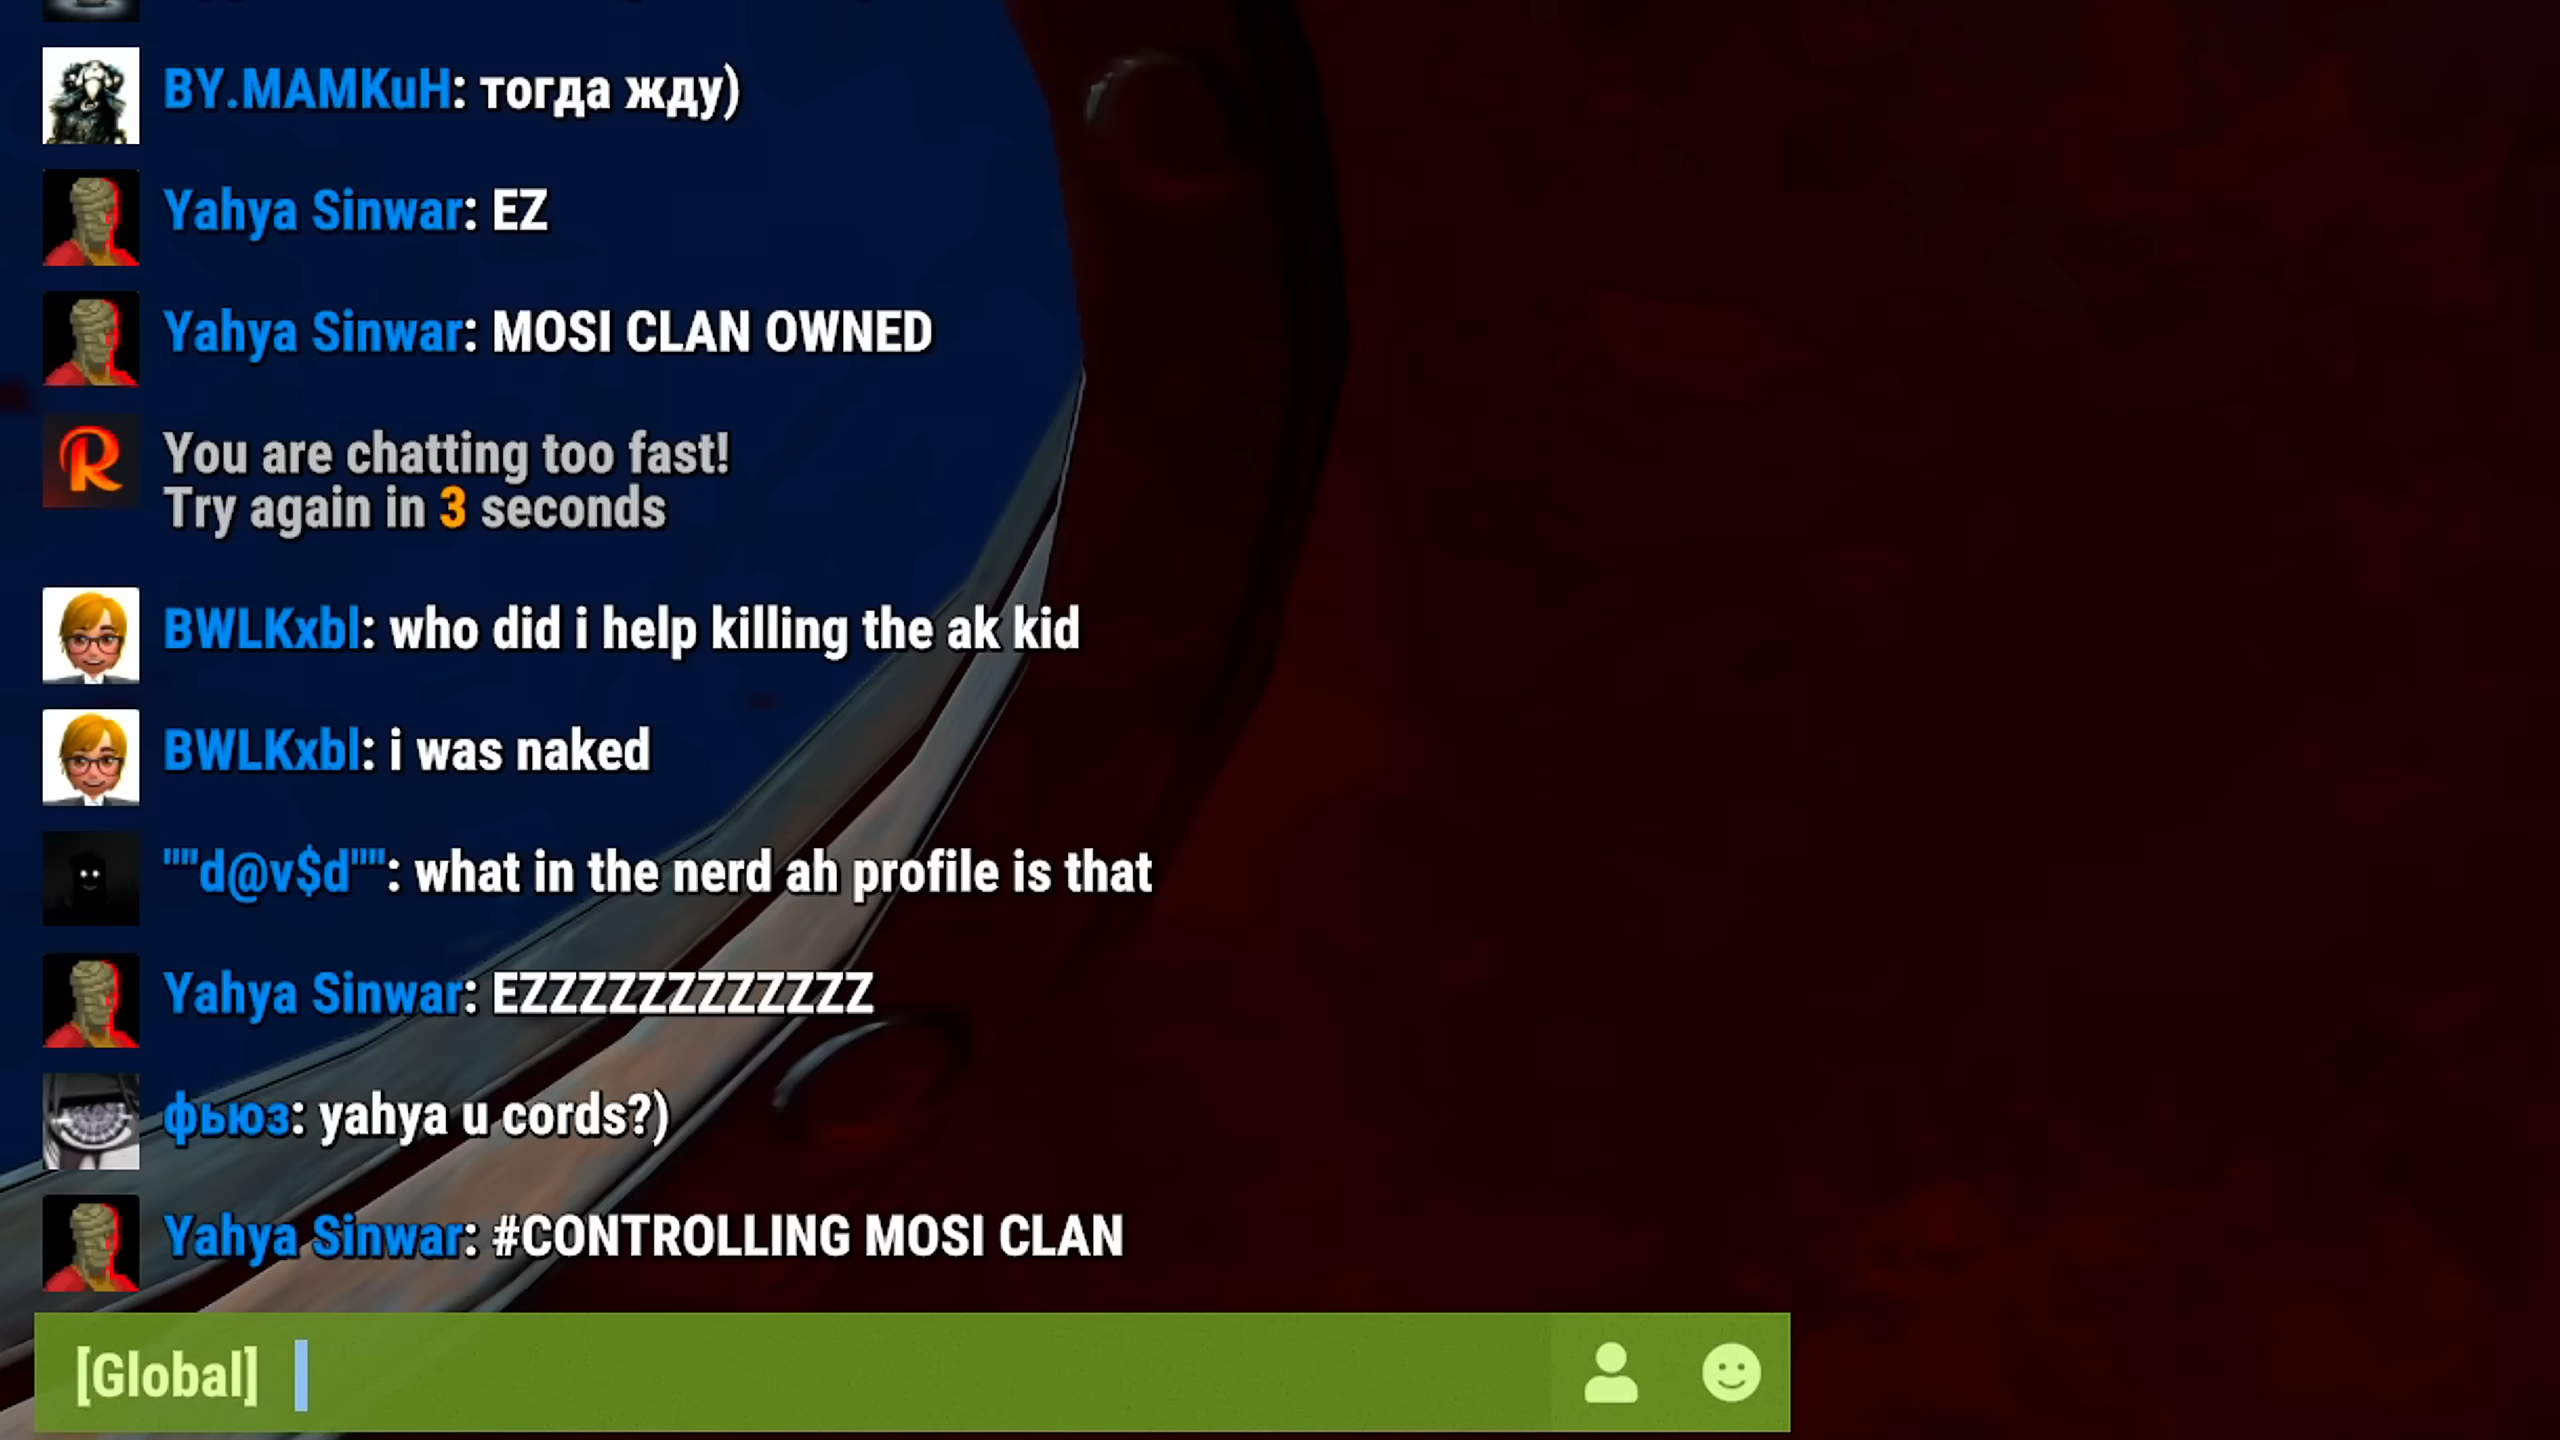 BY.MAMKuH: тогда жду)
Yahya Sinwar: EZ
Yahya Sinwar: MOSI CLAN OWNED
R
You are chatting too fast!
Try again in 3 seconds
BWLKxbl: who did i help killing the ak kid
BWLKxbl: i was naked
""d@v$d"": what in the nerd ah profile is that
Yahya Sinwar: EZZZZZZZZZZZZ
фьюз: yahya u cords?)
Yahya Sinwar: #CONTROLLING MOSI CLAN
[Global]